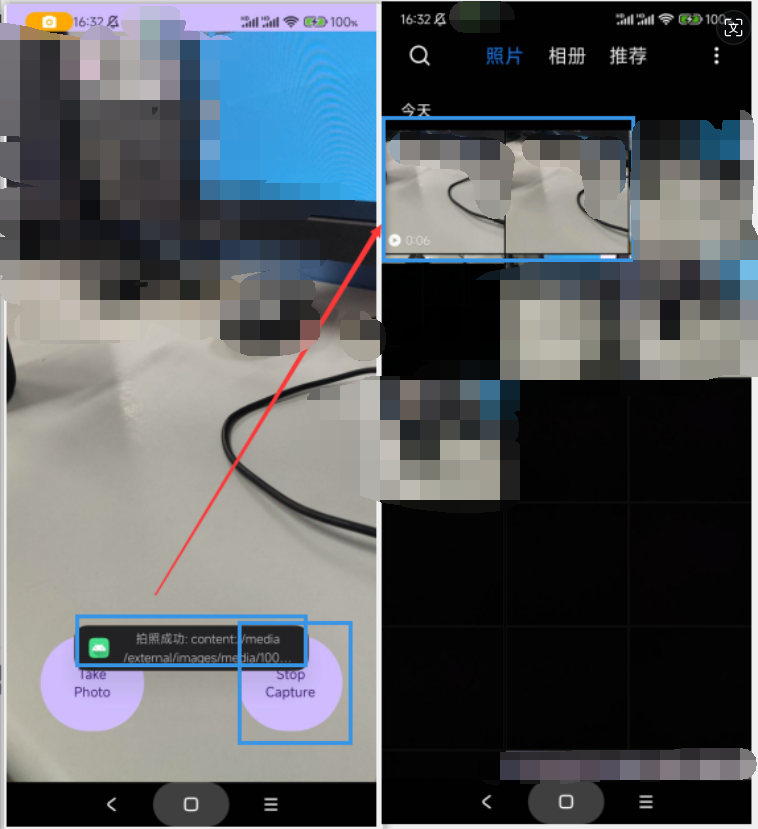 16:32
100%
拍照成功: content://media
/external/images/media/100...
Take
Photo
Stop
Capture
16:32
100
照片
相册
推荐
今天
0:06